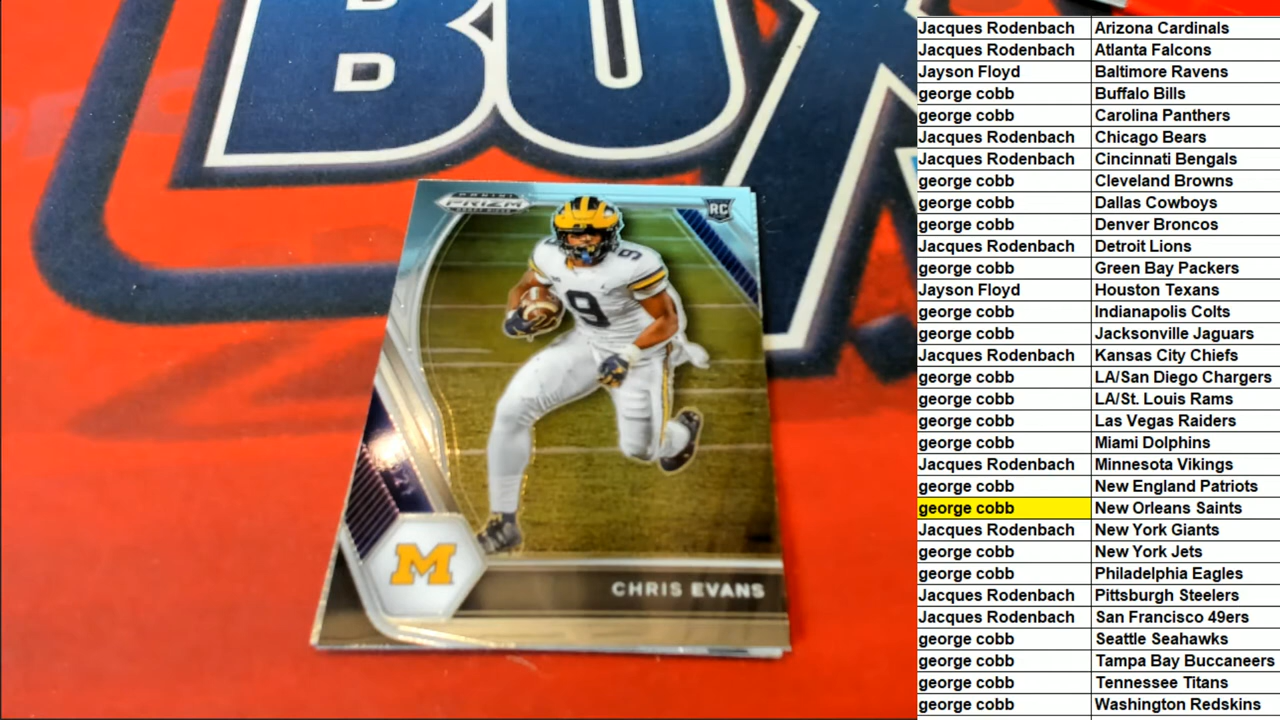 BOX
B
PANINI
PRIZM
DRAFT PICKS
RC
9
9
M
CHRIS EVANS
Jacques Rodenbach Arizona Cardinals
Jacques Rodenbach Atlanta Falcons
Jayson Floyd Baltimore Ravens
george cobb Buffalo Bills
george cobb Carolina Panthers
Jacques Rodenbach Chicago Bears
Jacques Rodenbach Cincinnati Bengals
george cobb Cleveland Browns
george cobb Dallas Cowboys
george cobb Denver Broncos
Jacques Rodenbach Detroit Lions
george cobb Green Bay Packers
Jayson Floyd Houston Texans
george cobb Indianapolis Colts
george cobb Jacksonville Jaguars
Jacques Rodenbach Kansas City Chiefs
george cobb LA/San Diego Chargers
george cobb LA/St. Louis Rams
george cobb Las Vegas Raiders
george cobb Miami Dolphins
Jacques Rodenbach Minnesota Vikings
george cobb New England Patriots
george cobb New Orleans Saints
Jacques Rodenbach New York Giants
george cobb New York Jets
george cobb Philadelphia Eagles
Jacques Rodenbach Pittsburgh Steelers
Jacques Rodenbach San Francisco 49ers
george cobb Seattle Seahawks
george cobb Tampa Bay Buccaneers
george cobb Tennessee Titans
george cobb Washington Redskins